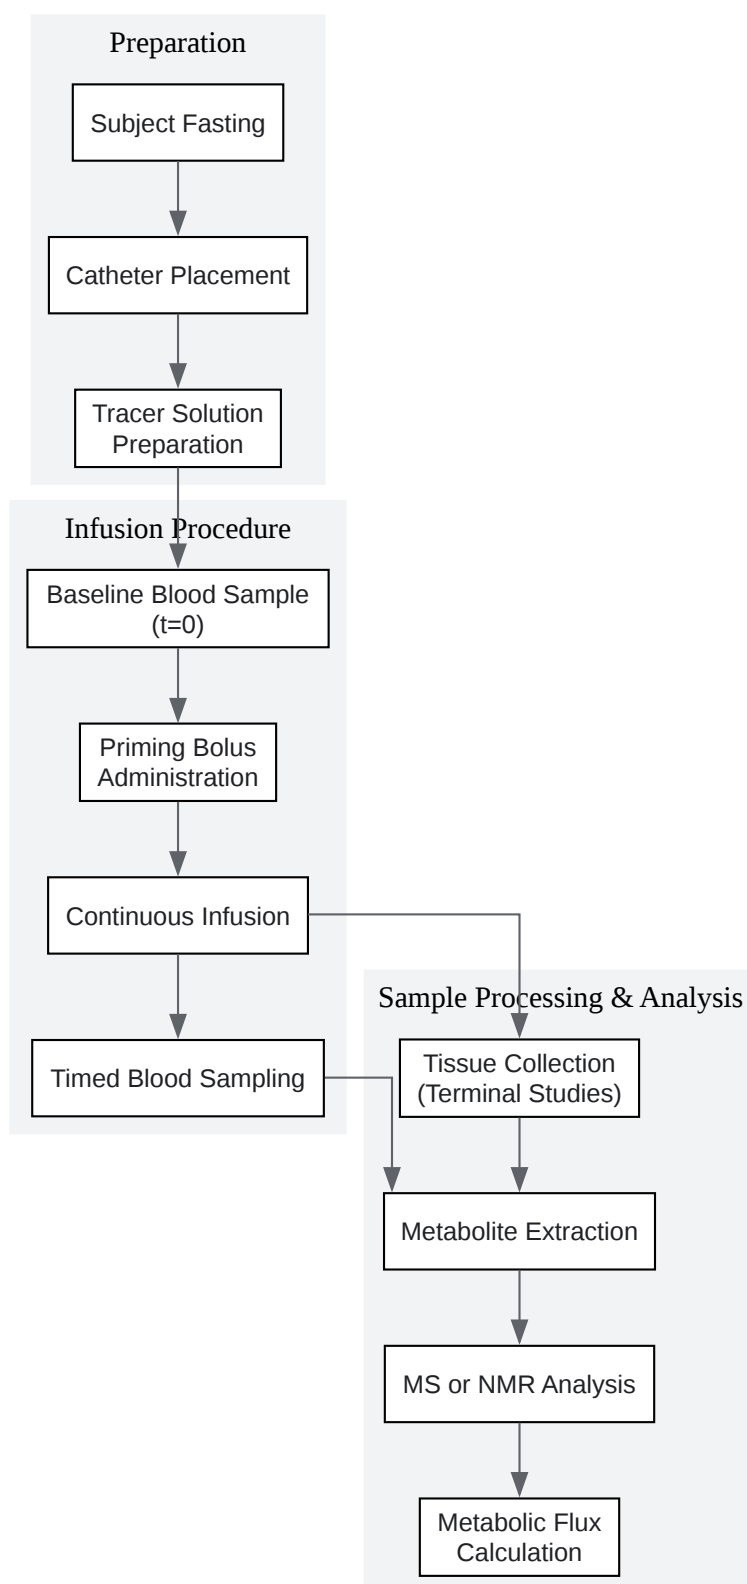 Preparation
Subject Fasting
Catheter Placement
Tracer Solution
Preparation
Infusion Procedure
Baseline Blood Sample
(t=0)
Priming Bolus
Administration
Continuous Infusion
Timed Blood Sampling
Sample Processing & Analysis
Tissue Collection
(Terminal Studies)
Metabolite Extraction
MS or NMR Analysis
Metabolic Flux
Calculation